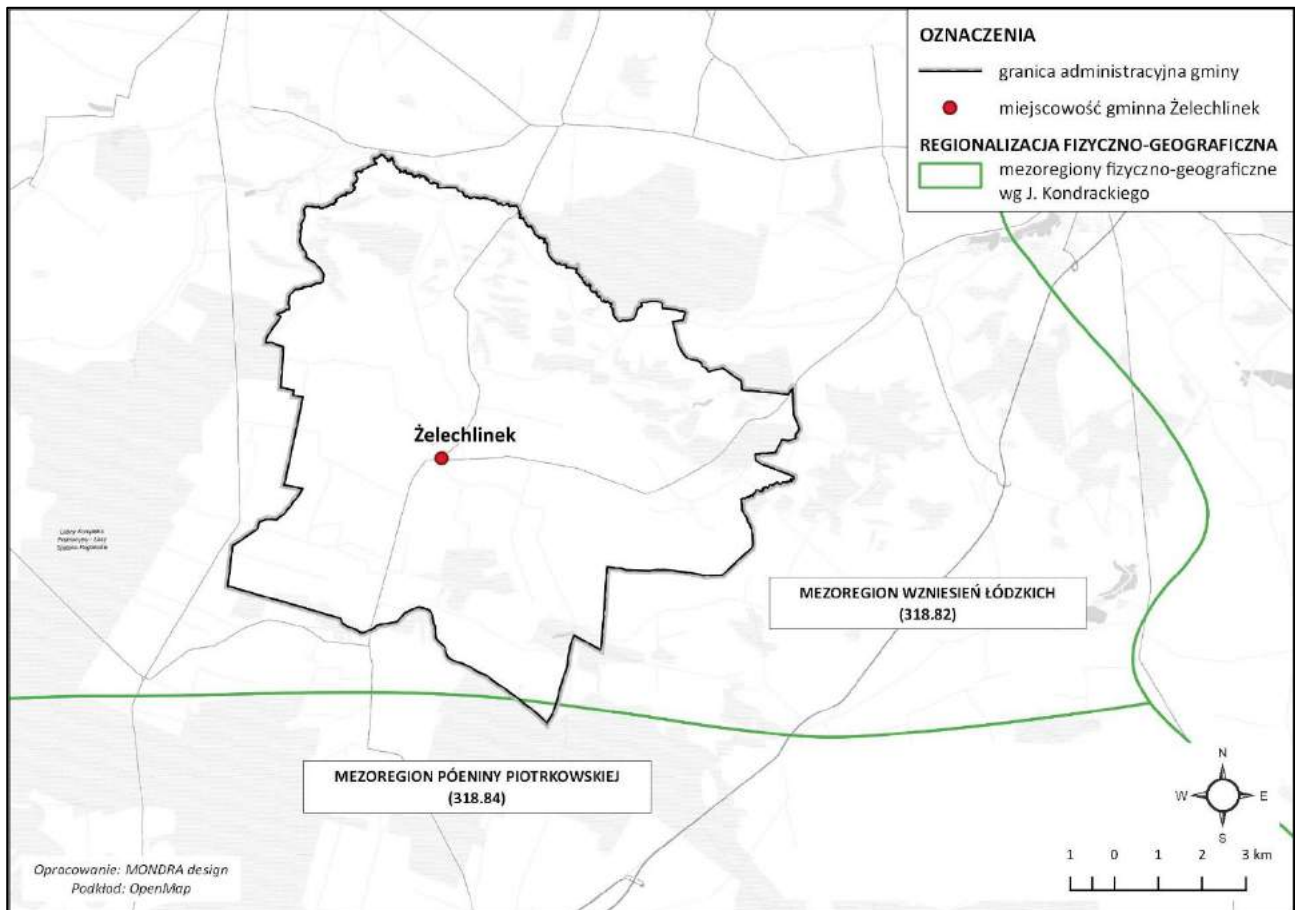 OZNACZENIA
granica administracyjna gminy
miejscowość gminna Żelechlinek
REGIONALIZACJA FIZYCZNO-GEOGRAFICZNA
mezoregiony fizyczno-geograficzne
wg J. Kondrackiego
Żelechlinek
MEZOREGION WZNIESIEŃ ŁÓDZKICH
(318.82)
MEZOREGION PÓENINY PIOTRKOWSKIEJ
(318.84)
N
W E
S
1 0 1 2 3 km
Opracowanie: MONDRA design
Podkład: OpenMap